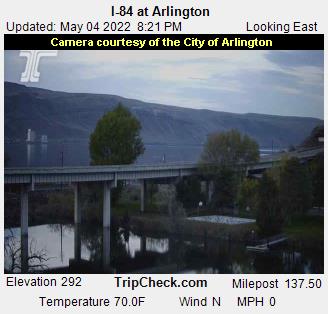 I-84 at Arlington
Updated: May 04 2022 8:21 PM Looking East
Camera courtesy of the City of Arlington
Elevation 292 TripCheck.com Milepost 137.50
Temperature 70.0F Wind N MPH 0